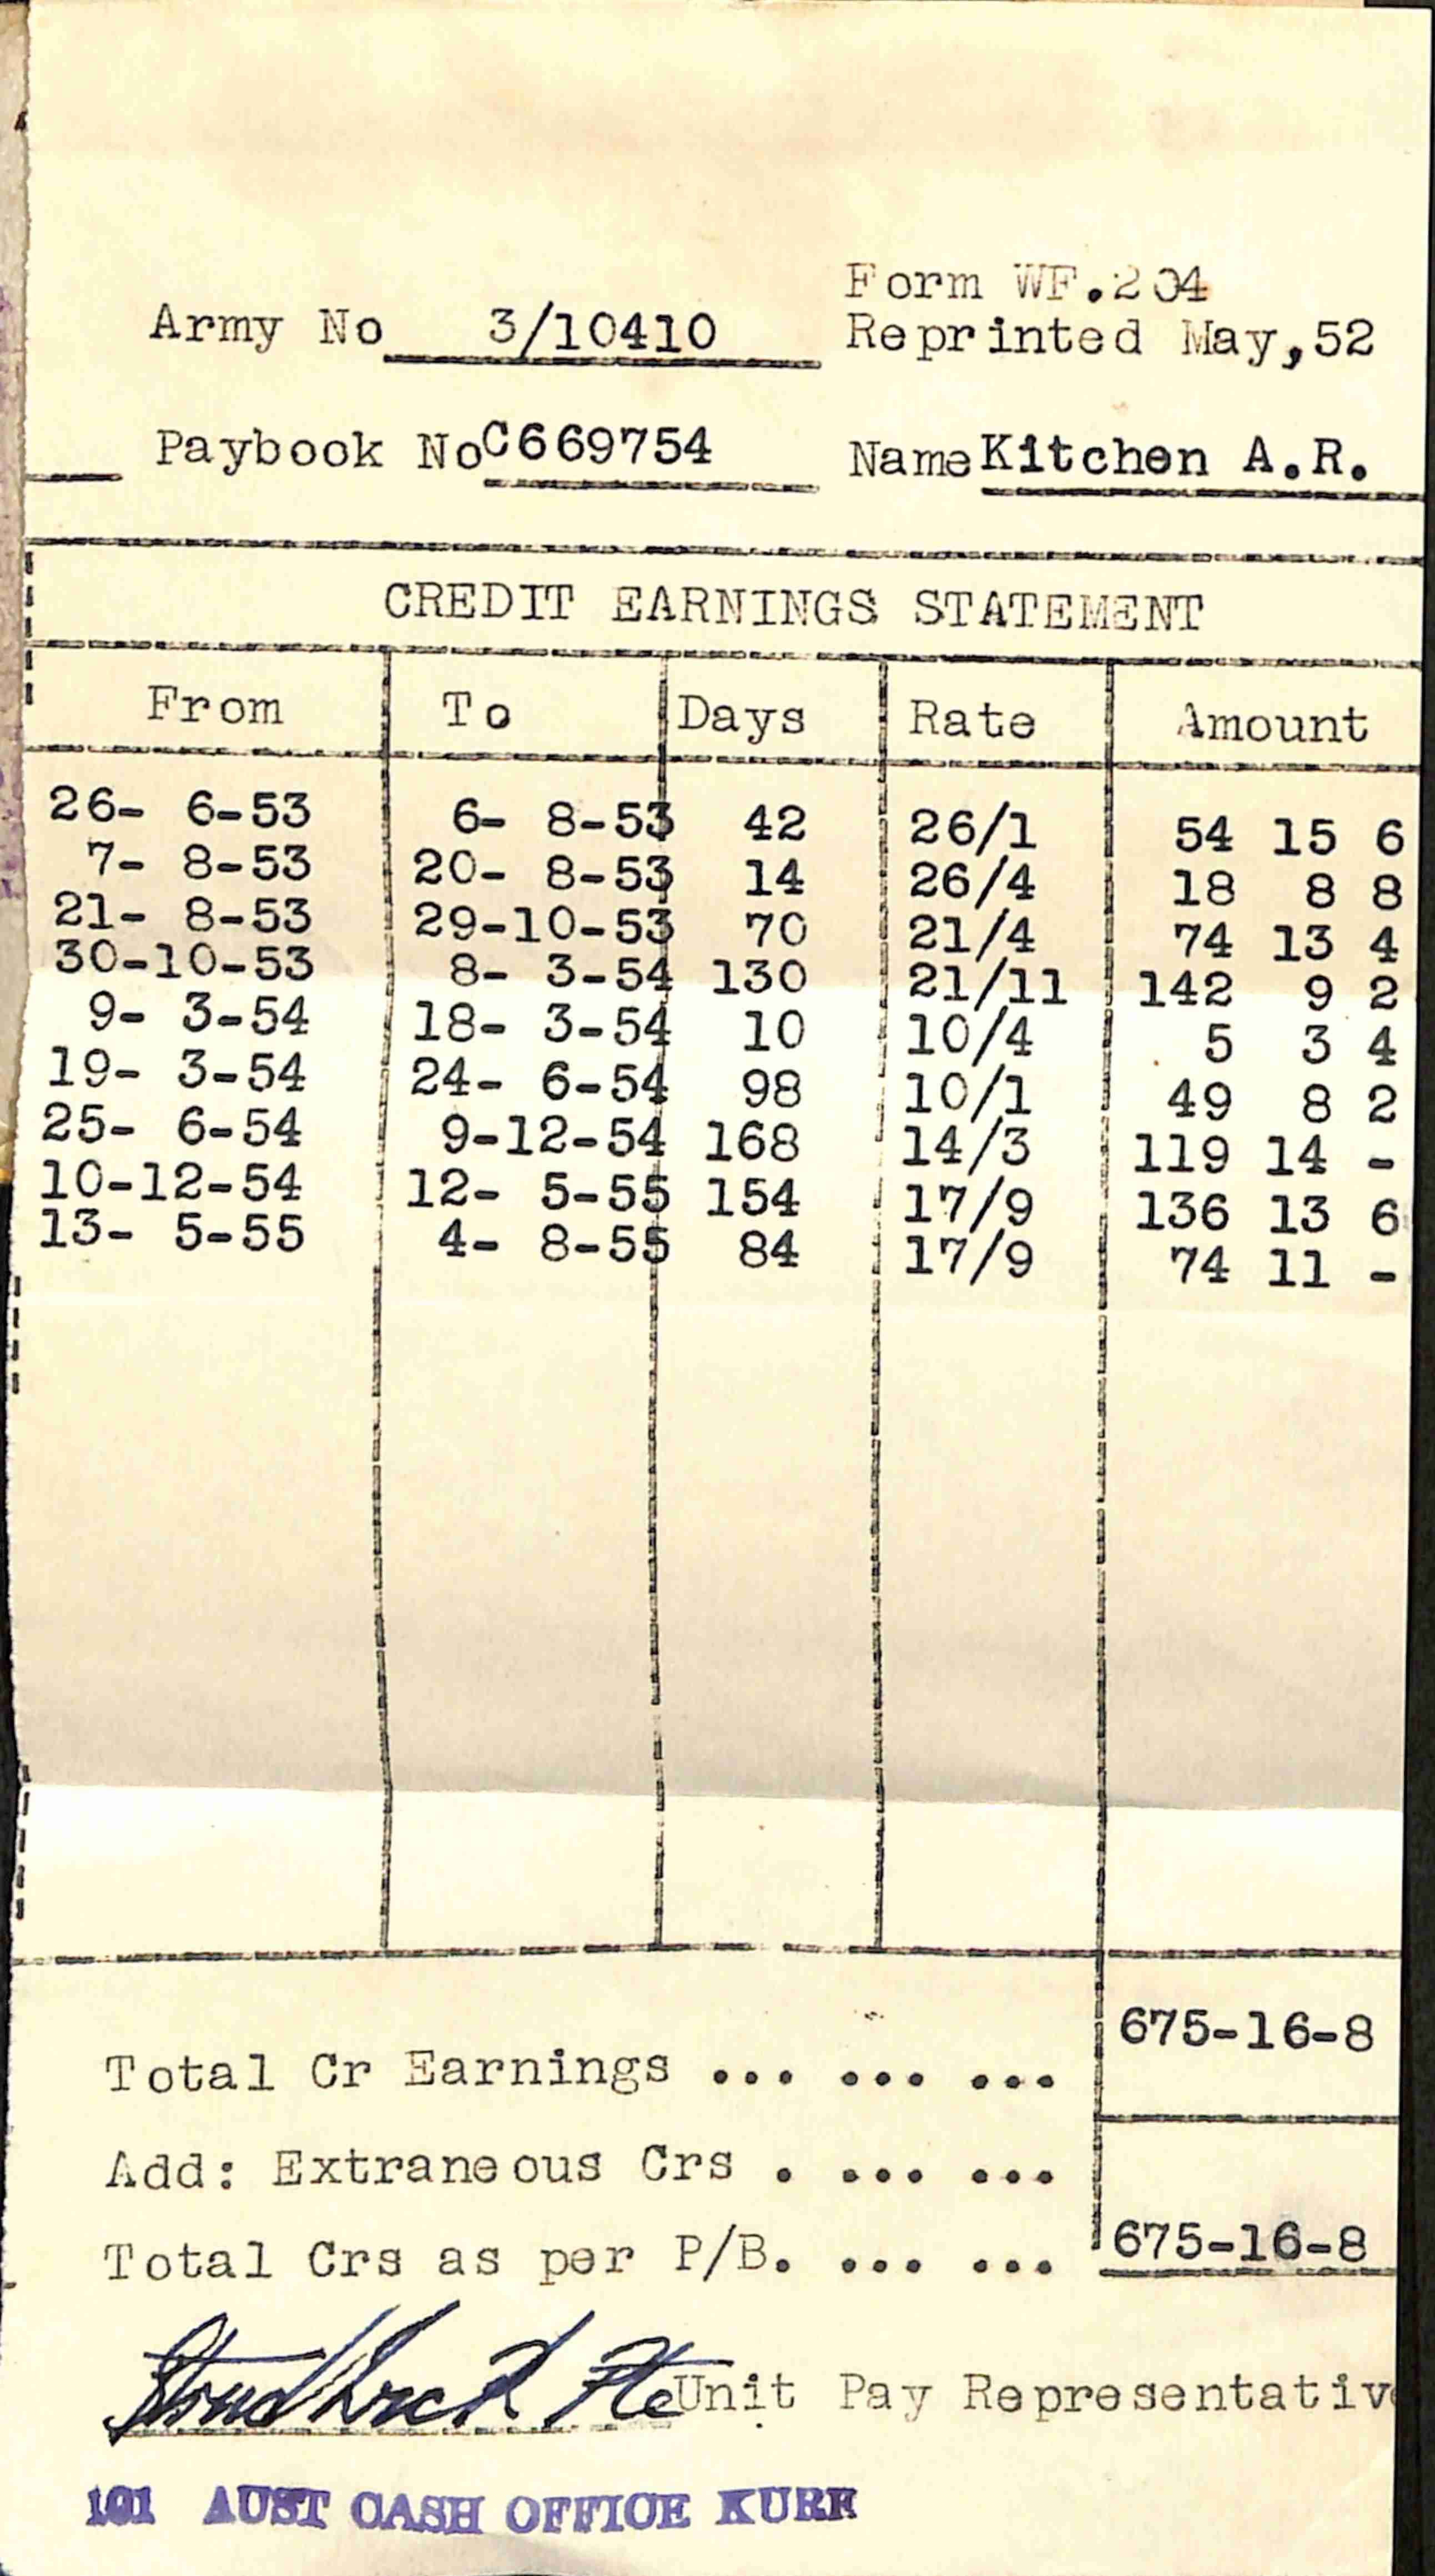 Form WF.204
Army No 3/10410 Reprinted May,52
Paybook No C669754 Name Kitchen A.R.
CREDIT EARNINGS STATEMENT
From To Days Rate Amount
26- 6-53 6- 8-53 42 26/1 54 15 6
7- 8-53 20- 8-53 14 26/4 18 8 8
21- 8-53 29-10-53 70 21/4 74 13 4
30-10-53 8- 3-54 130 21/11 142 9 2
9- 3-54 18- 3-54 10 10/4 5 3 4
19- 3-54 24- 6-54 98 10/1 49 8 2
25- 6-54 9-12-54 168 14/3 119 14 -
10-12-54 12- 5-55 154 17/9 136 13 6
13- 5-55 4- 8-55 84 17/9 74 11 -
675-16-8
Total Cr Earnings ... ... ...
Add: Extraneous Crs . ... ...
Total Crs as per P/B. ... ... 675-16-8
Pte Unit Pay Representativ
101 AUST CASH OFFICE KURE